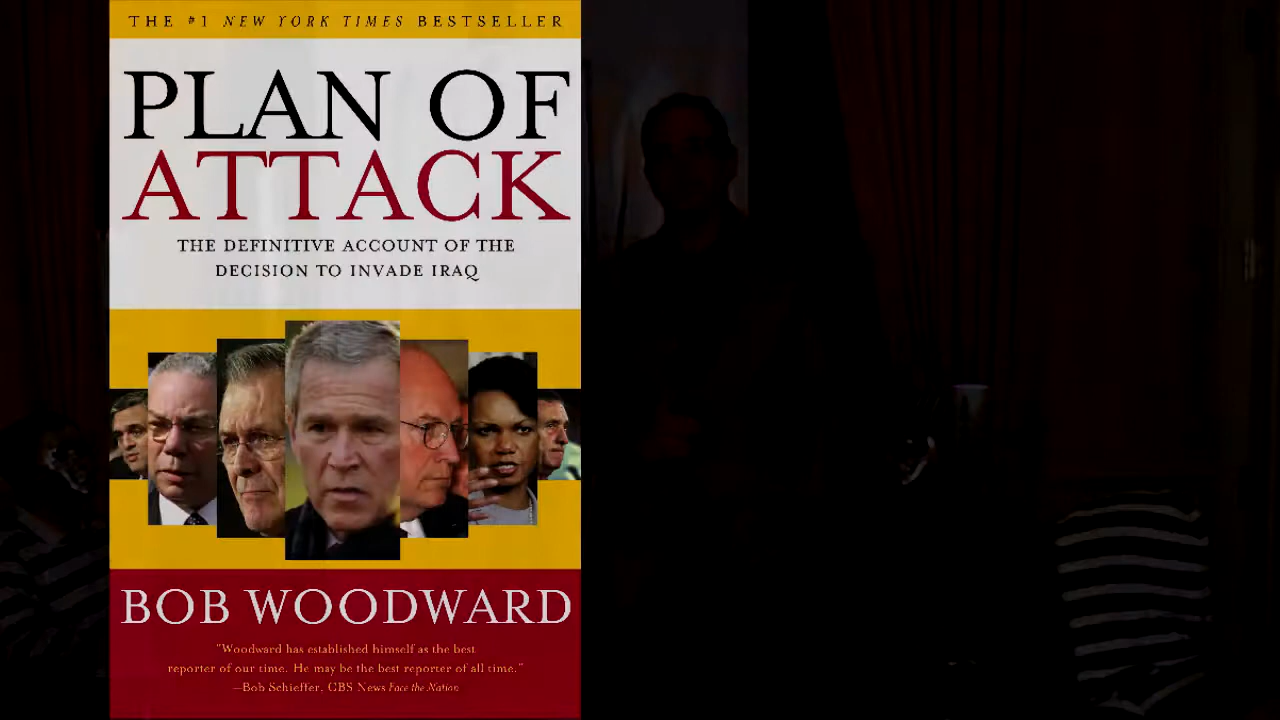 THE #1 NEW YORK TIMES BESTSELLER
PLAN OF
ATTACK
THE DEFINITIVE ACCOUNT OF THE
DECISION TO INVADE IRAQ
BOB WOODWARD
"Woodward has established himself as the best
reporter of our time. He may be the best reporter of all time."
—Bob Schieffer, CBS News Face the Nation